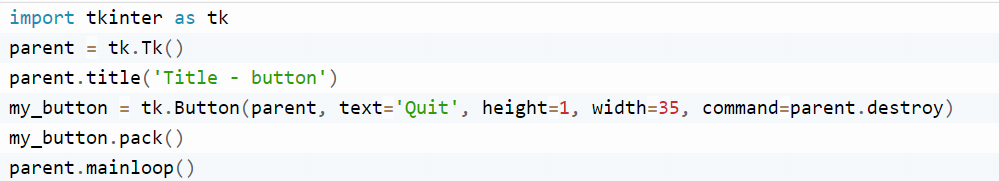 import tkinter as tk
parent = tk.Tk()
parent.title('Title - button')
my_button = tk.Button(parent, text='Quit', height=1, width=35, command=parent.destroy)
my_button.pack()
parent.mainloop()